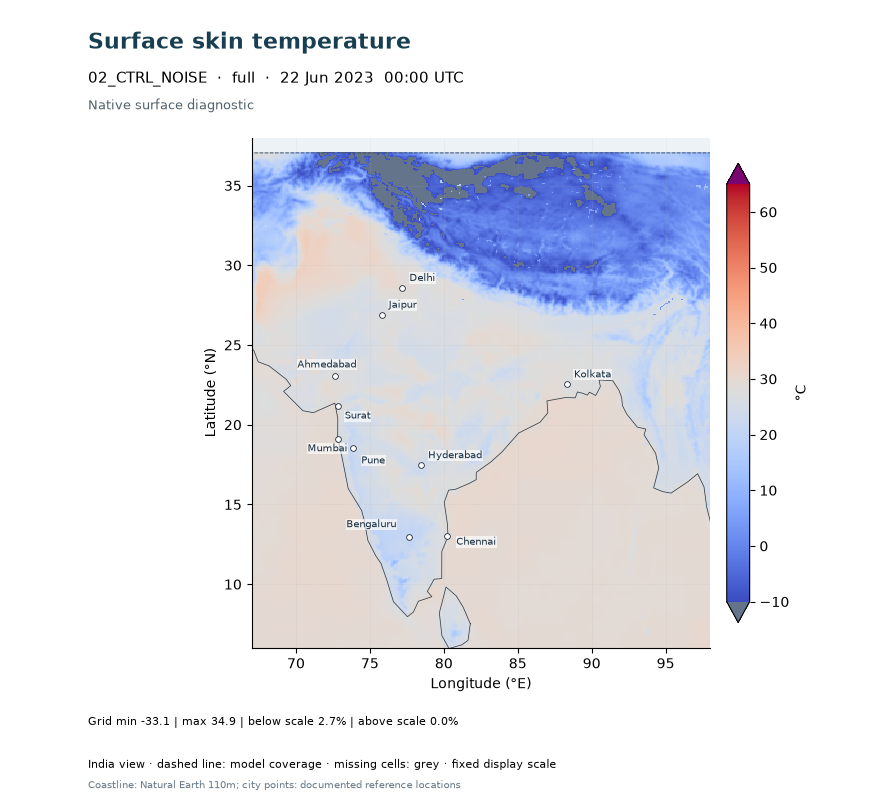 Surface skin temperature
02_CTRL_NOISE · full · 22 Jun 2023 00:00 UTC
Native surface diagnostic
35
30
25
20
15
10
Latitude (°N)
Delhi
Jaipur
Ahmedabad
Kolkata
Surat
Mumbai
Pune
Hyderabad
Bengaluru
Chennai
70 75 80 85 90 95
Longitude (°E)
60
50
40
30
20
10
0
−10
°C
Grid min -33.1 | max 34.9 | below scale 2.7% | above scale 0.0%
India view · dashed line: model coverage · missing cells: grey · fixed display scale
Coastline: Natural Earth 110m; city points: documented reference locations